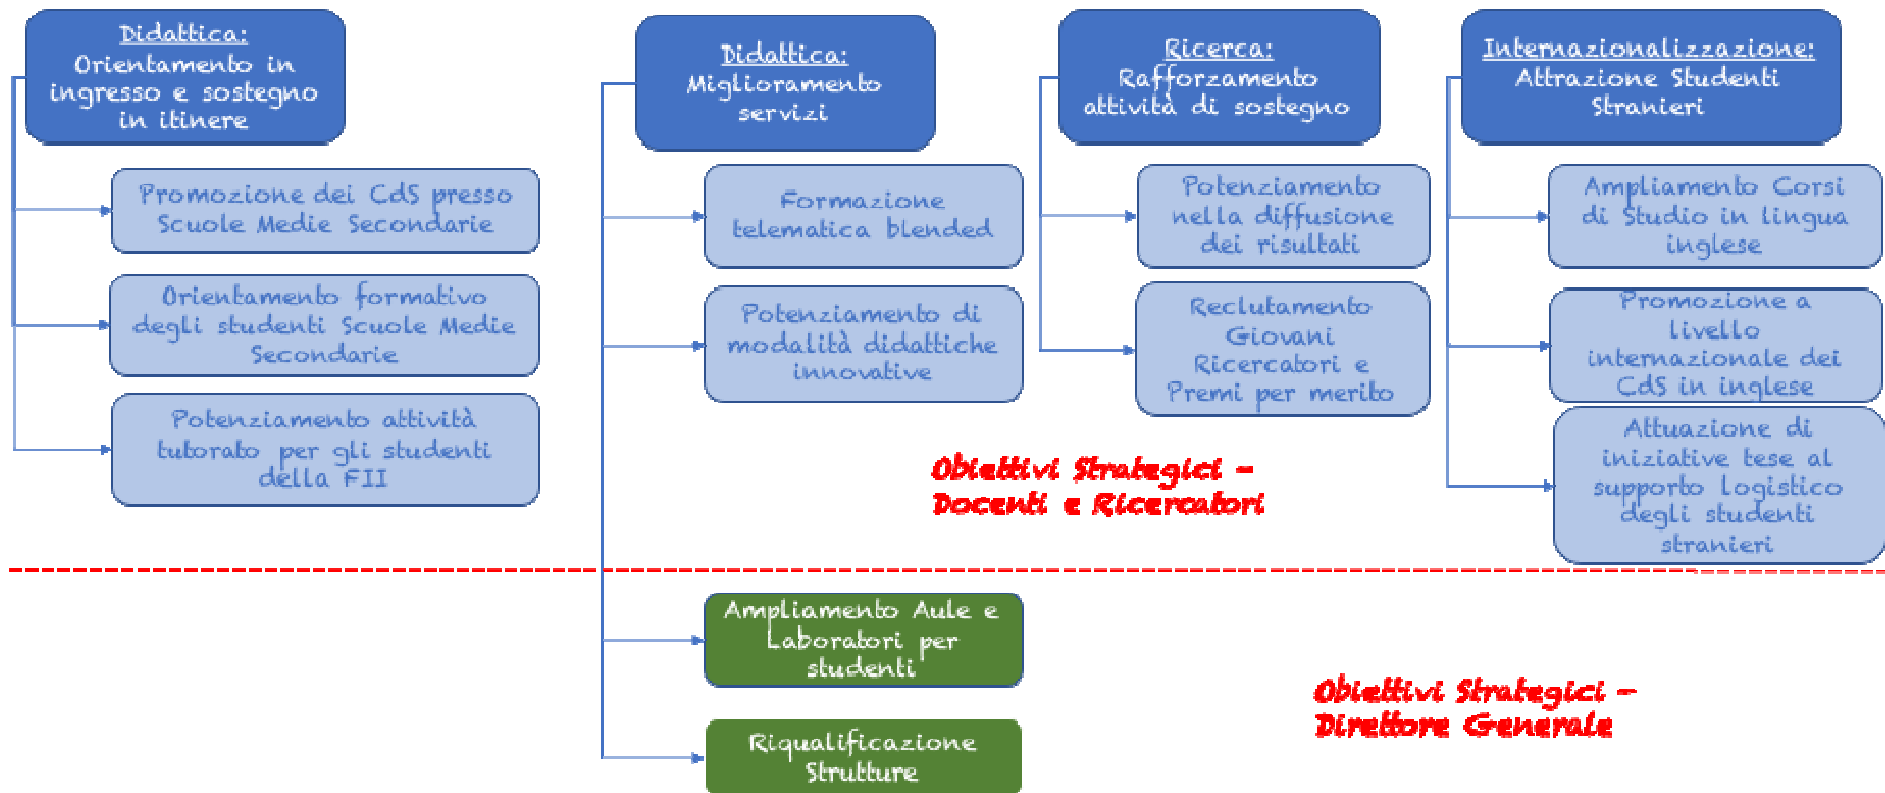 Didattica:
Orientamento in
ingresso e sostegno
in itinere
Promozione dei CdS presso
Scuole Medie Secondarie
Orientamento formativo
degli studenti Scuole Medie
Secondarie
Potenziamento attività
tutorato per gli studenti
della FII
Didattica:
Miglioramento
servizi
Formazione
telematica blended
Potenziamento di
modalità didattiche
innovative
Ricerca:
Rafforzamento
attività di sostegno
Potenziamento
nella diffusione
dei risultati
Reclutamento
Giovani
Ricercatori e
Premi per merito
Internazionalizzazione:
Attrazione Studenti
Stranieri
Ampliamento Corsi
di Studio in lingua
inglese
Promozione a
livello
internazionale dei
CdS in inglese
Attuazione di
iniziative tese al
supporto logistico
degli studenti
stranieri
Obiettivi Strategici -
Docenti e Ricercatori
Ampliamento Aule e
Laboratori per
studenti
Riqualificazione
Strutture
Obiettivi Strategici -
Direttore Generale